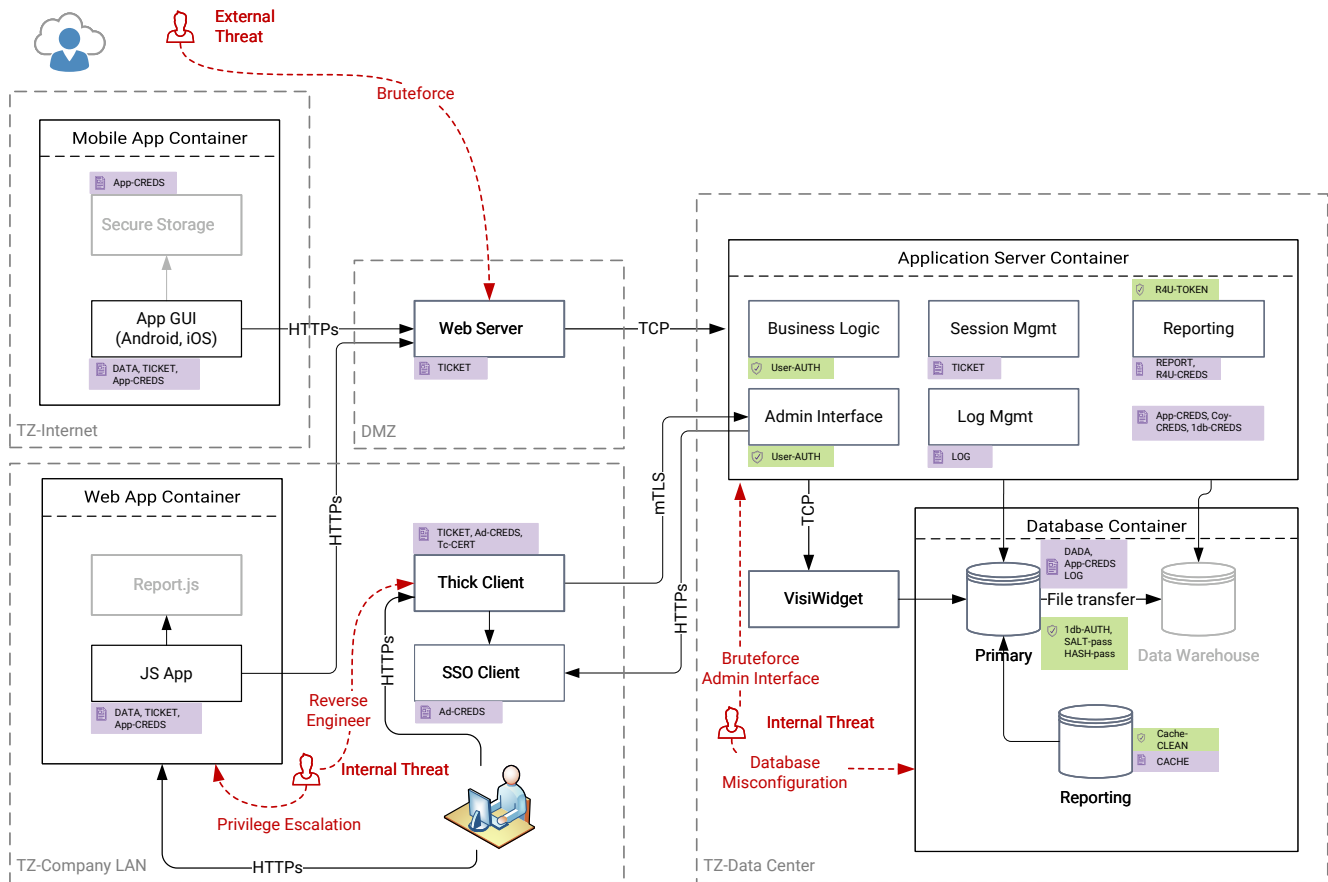 External
Threat
Bruteforce
Mobile App Container
App-CREDS
Secure Storage
App GUI
(Android, iOS)
DATA, TICKET,
App-CREDS
TZ-Internet
HTTPs
Web Server
TICKET
DMZ
TCP
Application Server Container
Business Logic
User-AUTH
Session Mgmt
TICKET
R4U-TOKEN
Reporting
REPORT,
R4U-CREDS
Admin Interface
User-AUTH
Log Mgmt
LOG
App-CREDS, Coy-
CREDS, 1db-CREDS
Web App Container
Report.js
JS App
DATA, TICKET,
App-CREDS
HTTPs
TICKET, Ad-CREDS,
Tc-CERT
Thick Client
SSO Client
Ad-CREDS
HTTPs
mTLS
HTTPs
Reverse
Engineer
Internal Threat
Privilege Escalation
HTTPs
TZ-Company LAN
TCP
VisiWidget
Bruteforce
Admin Interface
Internal Threat
Database
Misconfiguration
Database Container
DADA,
App-CREDS
LOG
File transfer
1db-AUTH,
SALT-pass
HASH-pass
Primary
Data Warehouse
Cache-
CLEAN
CACHE
Reporting
TZ-Data Center